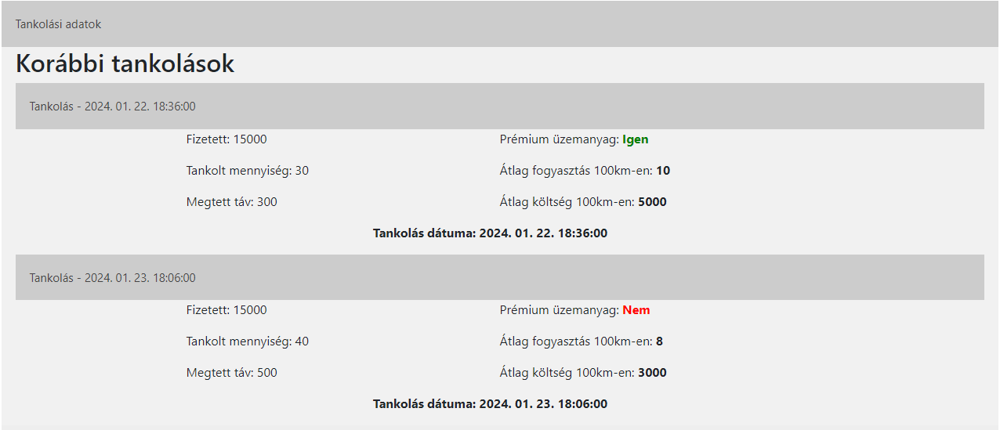 Tankolási adatok
Korábbi tankolások
Tankolás - 2024. 01. 22. 18:36:00
Fizetett: 15000 Prémium üzemanyag: Igen
Tankolt mennyiség: 30 Átlag fogyasztás 100km-en: 10
Megtett táv: 300 Átlag költség 100km-en: 5000
Tankolás dátuma: 2024. 01. 22. 18:36:00
Tankolás - 2024. 01. 23. 18:06:00
Fizetett: 15000 Prémium üzemanyag: Nem
Tankolt mennyiség: 40 Átlag fogyasztás 100km-en: 8
Megtett táv: 500 Átlag költség 100km-en: 3000
Tankolás dátuma: 2024. 01. 23. 18:06:00